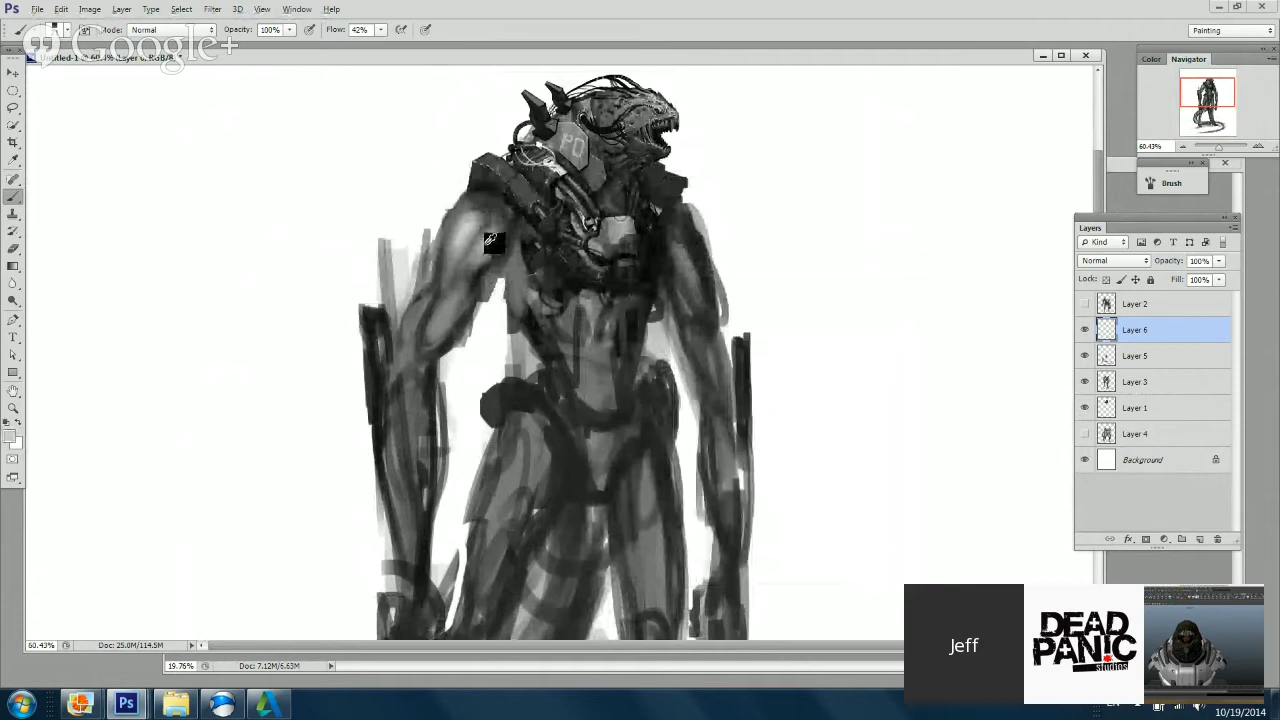 Ps File Edit Image Layer Type Select Filter 3D View Window Help
Mode: Normal Opacity: 100% Flow: 42% Painting
Google+
Color Navigator
60.43%
Brush
Layers
Kind
Normal Opacity: 100%
Lock: Fill: 100%
Layer 2
Layer 6
Layer 5
Layer 3
Layer 1
Layer 4
Background
60.43% Doc: 25.0M/114.5M
19.76% Doc: 7.12M/6.63M
Jeff
DEAD
PANIC
studios
Ps
10/19/2014